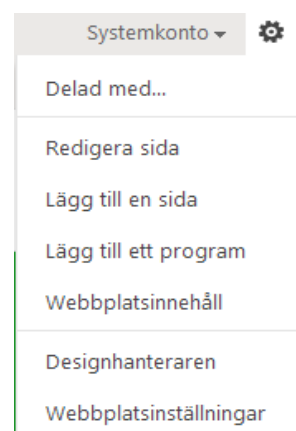 Systemkonto
Delad med...
Redigera sida
Lägg till en sida
Lägg till ett program
Webbplatsinnehåll
Designhanteraren
Webbplatsinställningar